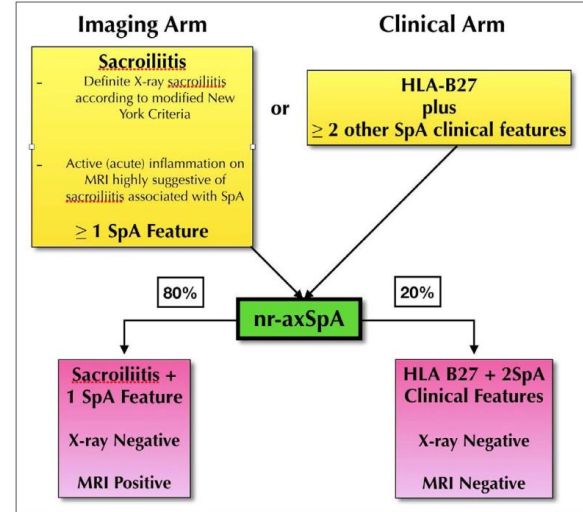 Imaging Arm
Clinical Arm
Sacroiliitis
- Definite X-ray sacroiliitis
according to modified New
York Criteria
- Active (acute) inflammation on
MRI highly suggestive of
sacroiliitis associated with SpA
≥ 1 SpA Feature
or
HLA-B27
plus
≥ 2 other SpA clinical features
80%
20%
nr-axSpA
Sacroiliitis +
1 SpA Feature
X-ray Negative
MRI Positive
HLA B27 + 2SpA
Clinical Features
X-ray Negative
MRI Negative